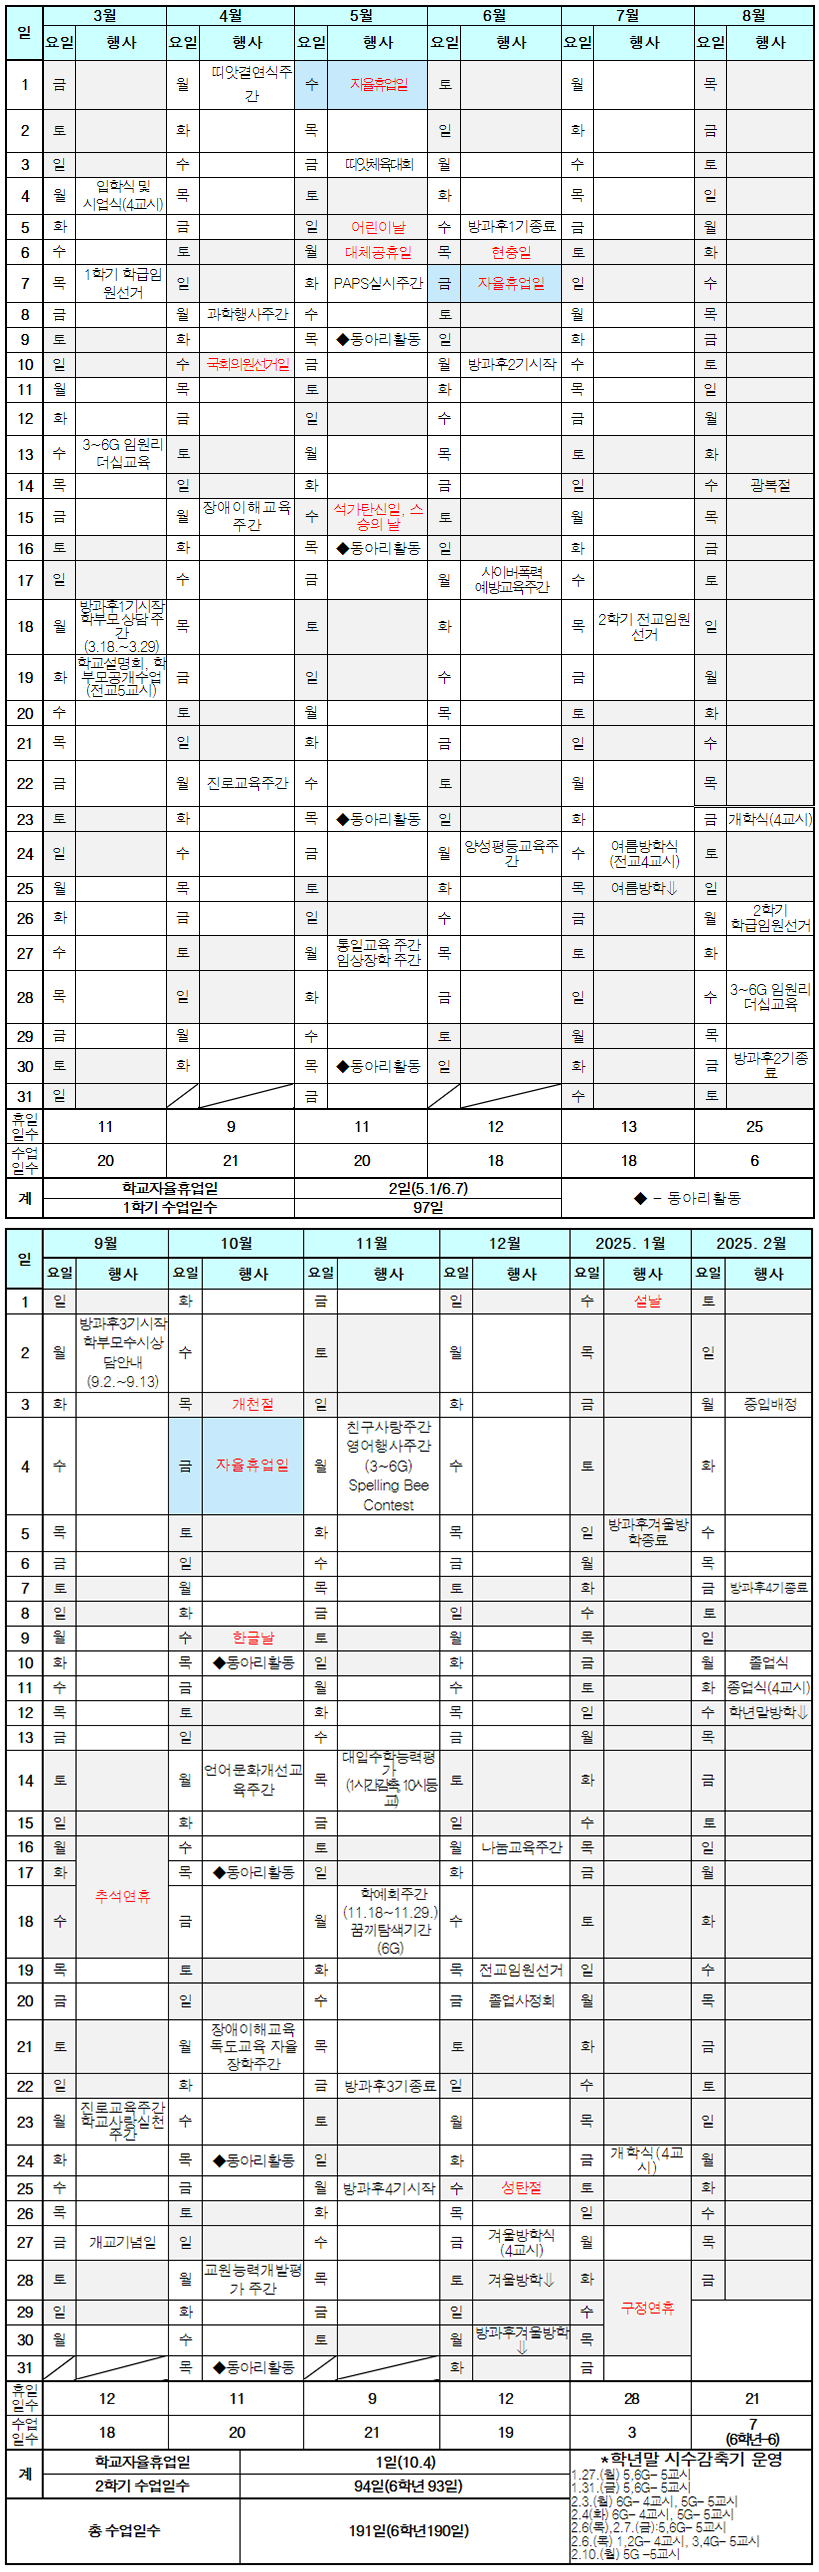 일 3월 4월 5월 6월 7월 8월
요일 행사 요일 행사 요일 행사 요일 행사 요일 행사 요일 행사
1 금 월 띠앗결연식주간 수 자율휴업일 토 월 목
2 토 화 목 일 화 금
3 일 수 금 띠앗체육대회 월 수 토
4 월 입학식 및 시업식(4교시) 목 토 화 목 일
5 화 금 일 어린이날 수 방과후1기종료 금 월
6 수 토 월 대체공휴일 목 현충일 토 화
7 목 1학기 학급임원선거 일 화 PAPS실시주간 금 자율휴업일 일 수
8 금 월 과학행사주간 수 토 월 목
9 토 화 목 ◆동아리활동 일 화 금
10 일 수 국회의원선거일 금 월 방과후2기시작 수 토
11 월 목 토 화 목 일
12 화 금 일 수 금 월
13 수 3~6G 임원리더십교육 토 월 목 토 화
14 목 일 화 금 일 수 광복절
15 금 월 장애이해교육주간 수 석가탄신일, 스승의 날 토 월 목
16 토 화 목 ◆동아리활동 일 화 금
17 일 수 금 월 사이버폭력 예방교육주간 수 토
18 월 방과후1기시작 학부모 상담 주간 (3.18.~3.29) 목 토 화 목 2학기 전교임원선거 일
19 화 학교설명회, 학부모공개수업 (전교5교시) 금 일 수 금 월
20 수 토 월 목 토 화
21 목 일 화 금 일 수
22 금 월 진로교육주간 수 토 월 목
23 토 화 목 ◆동아리활동 일 화 금 개학식(4교시)
24 일 수 금 월 양성평등교육주간 수 여름방학식 (전교4교시) 토
25 월 목 토 화 목 여름방학⇓ 일
26 화 금 일 수 금 월 2학기 학급임원선거
27 수 토 월 통일교육 주간 임상장학 주간 목 토 화
28 목 일 화 금 일 수 3~6G 임원리더십교육
29 금 월 수 토 월 목
30 토 화 목 ◆동아리활동 일 화 금 방과후2기종료
31 일 금 수 토
휴일일수 11 9 11 12 13 25
수업일수 20 21 20 18 18 6
계 학교자율휴업일 2일(5.1/6.7) ◆ - 동아리활동
1학기 수업일수 97일
일 9월 10월 11월 12월 2025. 1월 2025. 2월
요일 행사 요일 행사 요일 행사 요일 행사 요일 행사 요일 행사
1 일 화 금 일 수 설날 토
2 월 방과후3기시작 학부모수시상담안내 (9.2.~9.13) 수 토 월 목 일
3 화 목 개천절 일 화 금 월 중입배정
4 수 금 자율휴업일 월 친구사랑주간 영어행사주간 (3~6G) Spelling Bee Contest 수 토 화
5 목 토 화 목 일 방과후겨울방학종료 수
6 금 일 수 금 월 목
7 토 월 목 토 화 금 방과후4기종료
8 일 화 금 일 수 토
9 월 수 한글날 토 월 목 일
10 화 목 ◆동아리활동 일 화 금 월 졸업식
11 수 금 월 수 토 화 종업식(4교시)
12 목 토 화 목 일 수 학년말방학⇓
13 금 일 수 금 월 목
14 토 월 언어문화개선교육주간 목 대입수학능력평가 (1시간감축, 10시등교) 토 화 금
15 일 화 금 일 수 토
16 월 추석연휴 수 토 월 나눔교육주간 목 일
17 화 목 ◆동아리활동 일 화 금 월
18 수 금 월 학예회주간 (11.18~11.29.) 꿈끼탐색기간 (6G) 수 토 화
19 목 토 화 목 전교임원선거 일 수
20 금 일 수 금 졸업사정회 월 목
21 토 월 장애이해교육 독도교육 자율장학주간 목 토 화 금
22 일 화 금 방과후3기종료 일 수 토
23 월 진로교육주간 학교사랑실천주간 수 토 월 목 일
24 화 목 ◆동아리활동 일 화 금 개학식(4교시) 월
25 수 금 월 방과후4기시작 수 성탄절 토 화
26 목 토 화 목 일 수
27 금 개교기념일 일 수 금 겨울방학식 (4교시) 월 목
28 토 월 교원능력개발평가 주간 목 토 겨울방학⇓ 화 구정연휴 금
29 일 화 금 일 수
30 월 수 토 월 방과후겨울방학⇓ 목
31 목 ◆동아리활동 화 금
휴일일수 12 11 9 12 28 21
수업일수 18 20 21 19 3 7 (6학년-6)
계 학교자율휴업일 1일(10.4)
2학기 수업일수 94일(6학년 93일)
총 수업일수 191일(6학년190일)
*학년말 시수감축기 운영
1.27.(월) 5,6G- 5교시
1.31.(금) 5,6G- 5교시
2.3.(월) 6G- 4교시, 5G- 5교시
2.4(화) 6G- 4교시, 5G- 5교시
2.6(목),2.7.(금):5,6G- 5교시
2.6.(목) 1,2G- 4교시, 3,4G- 5교시
2.10.(월) 5G -5교시